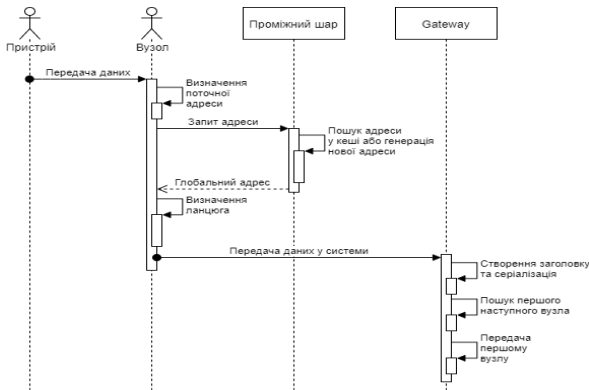 Пристрій
Вузол
Проміжний шар
Gateway
Передача даних
Визначення
поточної
адреси
Запит адреси
Пошук адреси
у кеші або генерація
нової адреси
Глобальний адрес
Визначення
ланцюга
Передача даних у системи
Створення заголовку
та серіалізація
Пошук першого
наступного вузла
Передача
першому
вузлу